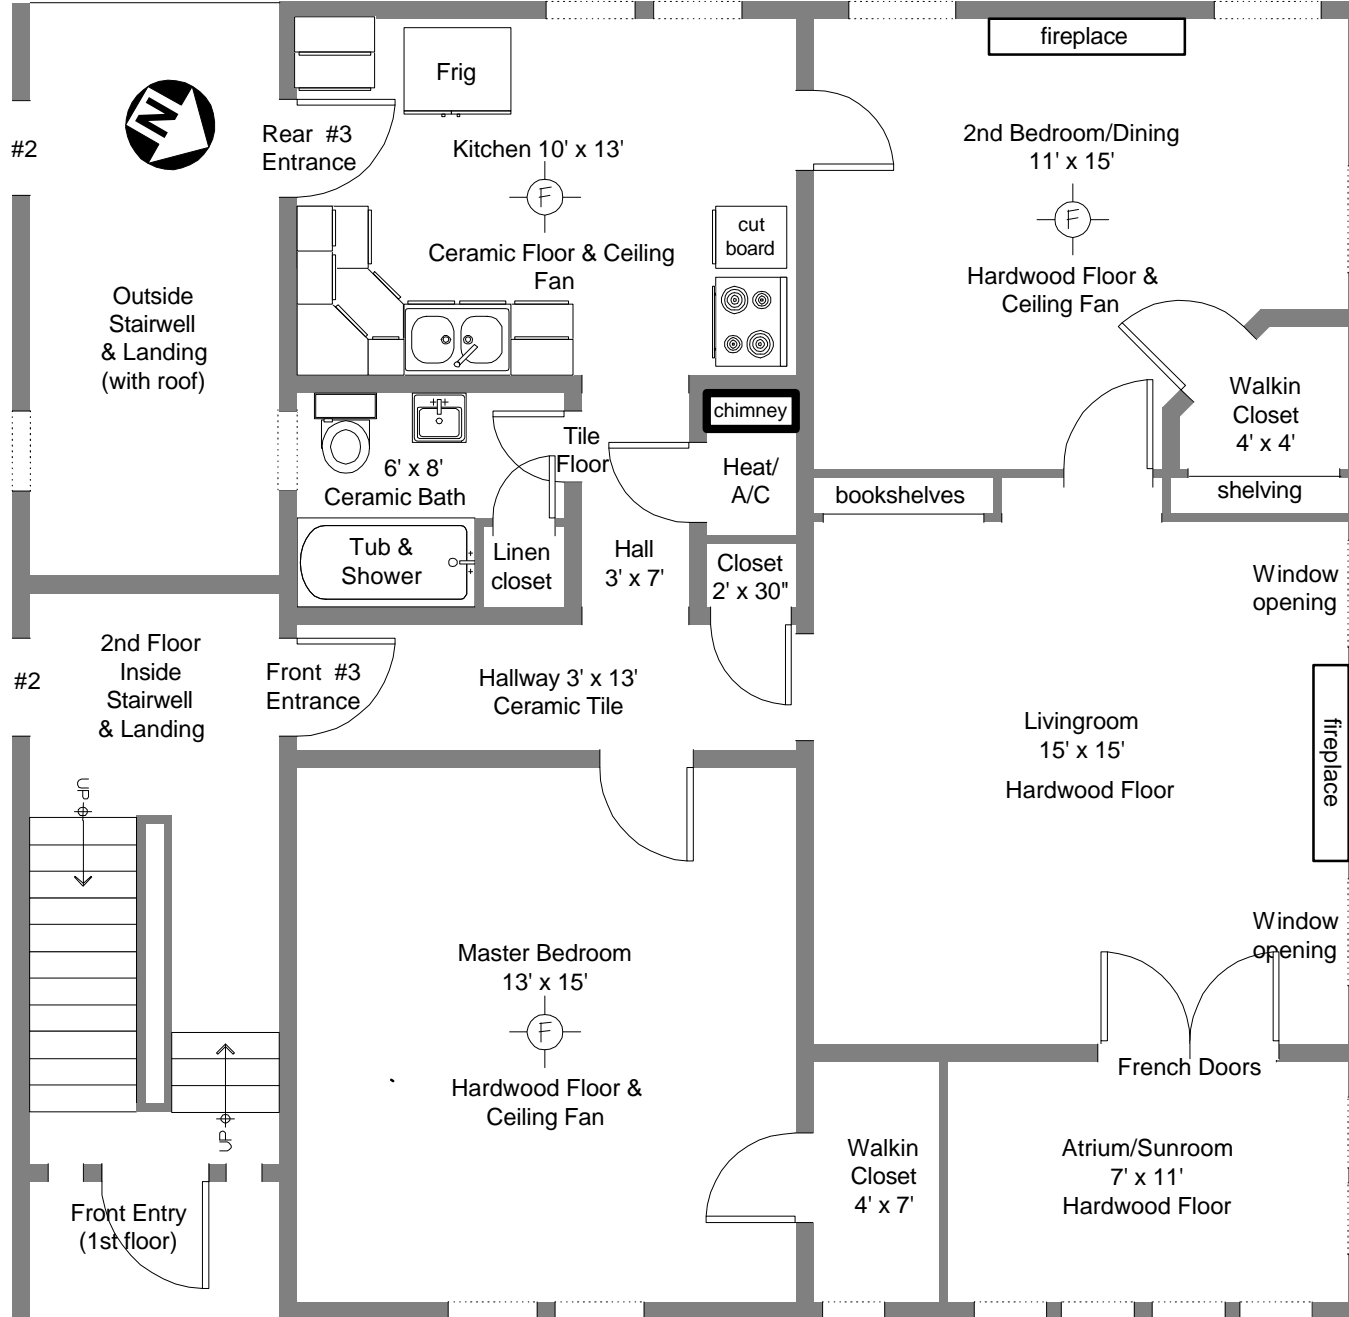 fireplace
Frig
N
Rear #3
Entrance
#2
Kitchen 10' x 13'
F
Ceramic Floor & Ceiling
Fan
cut
board
2nd Bedroom/Dining
11' x 15'
F
Hardwood Floor &
Ceiling Fan
Outside
Stairwell
& Landing
(with roof)
Walkin
Closet
4' x 4'
chimney
Tile
Floor
6' x 8'
Ceramic Bath
Heat/
A/C
bookshelves
shelving
Tub &
Shower
Linen
closet
Hall
3' x 7'
Closet
2' x 30"
Window
opening
2nd Floor
Inside
Stairwell
& Landing
#2
Front #3
Entrance
Hallway 3' x 13'
Ceramic Tile
Livingroom
15' x 15'
Hardwood Floor
fireplace
UP
Window
opening
Master Bedroom
13' x 15'
F
Hardwood Floor &
Ceiling Fan
French Doors
UP
Walkin
Closet
4' x 7'
Atrium/Sunroom
7' x 11'
Hardwood Floor
Front Entry
(1st floor)